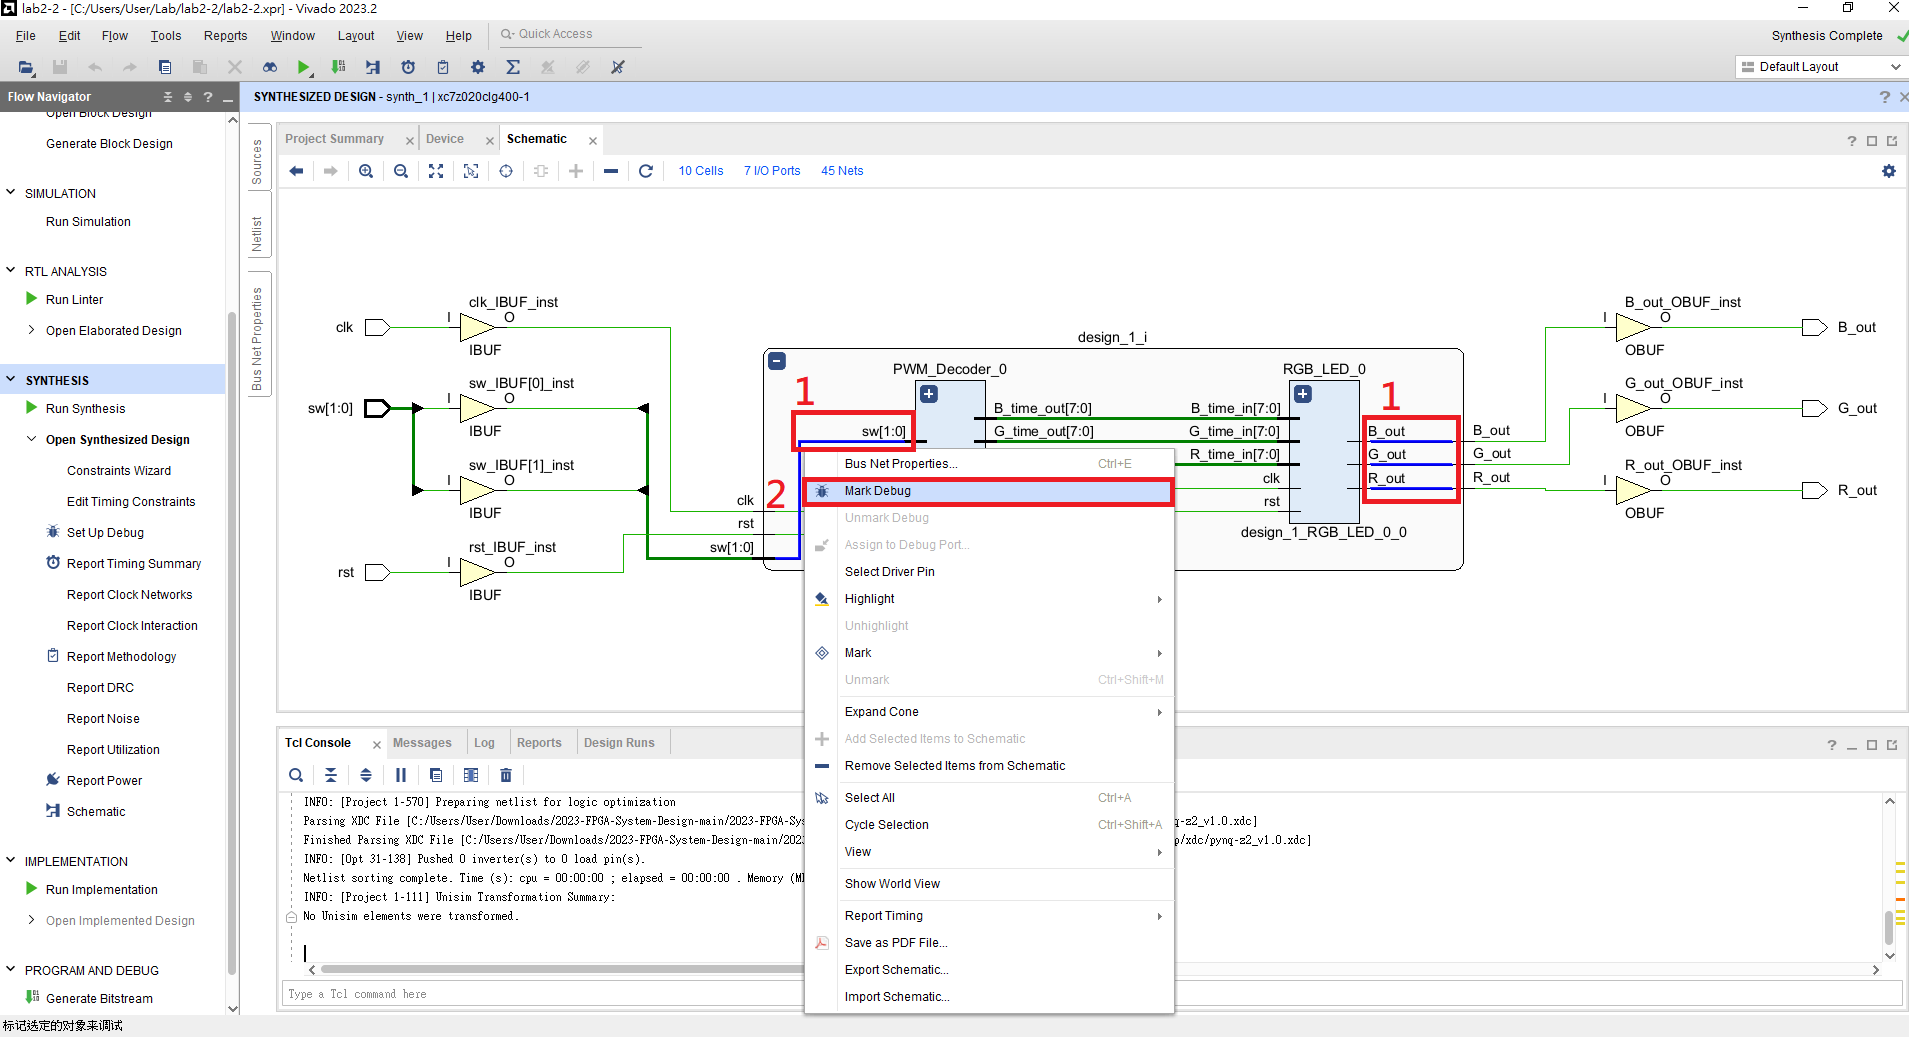 lab2-2 - [C:/Users/User/Lab/lab2-2/lab2-2.xpr] - Vivado 2023.2
File Edit Flow Tools Reports Window Layout View Help Quick Access
Synthesis Complete
Default Layout
Flow Navigator
SYNTHESIZED DESIGN - synth_1 | xc7z020clg400-1
Open Block Design
Generate Block Design
SIMULATION
Run Simulation
RTL ANALYSIS
Run Linter
Open Elaborated Design
SYNTHESIS
Run Synthesis
Open Synthesized Design
Constraints Wizard
Edit Timing Constraints
Set Up Debug
Report Timing Summary
Report Clock Networks
Report Clock Interaction
Report Methodology
Report DRC
Report Noise
Report Utilization
Report Power
Schematic
IMPLEMENTATION
Run Implementation
Open Implemented Design
PROGRAM AND DEBUG
Generate Bitstream
标记选定的对象来调试
Sources
Netlist
Bus Net Properties
Project Summary Device Schematic
10 Cells 7 I/O Ports 45 Nets
clk
clk_IBUF_inst
I O
IBUF
sw[1:0]
sw_IBUF[0]_inst
I O
IBUF
sw_IBUF[1]_inst
I O
IBUF
rst
rst_IBUF_inst
I O
IBUF
design_1_i
clk
rst
sw[1:0]
1
2
PWM_Decoder_0
sw[1:0]
B_time_out[7:0]
G_time_out[7:0]
RGB_LED_0
B_time_in[7:0]
G_time_in[7:0]
R_time_in[7:0]
clk
rst
design_1_RGB_LED_0_0
1
B_out
G_out
R_out
B_out
G_out
R_out
B_out_OBUF_inst
I O
OBUF
B_out
G_out_OBUF_inst
I O
OBUF
G_out
R_out_OBUF_inst
I O
OBUF
R_out
Bus Net Properties... Ctrl+E
Mark Debug
Unmark Debug
Assign to Debug Port...
Select Driver Pin
Highlight
Unhighlight
Mark
Unmark Ctrl+Shift+M
Expand Cone
Add Selected Items to Schematic
Remove Selected Items from Schematic
Select All Ctrl+A
Cycle Selection Ctrl+Shift+A
View
Show World View
Report Timing
Save as PDF File...
Export Schematic...
Import Schematic...
Tcl Console Messages Log Reports Design Runs
INFO: [Project 1-570] Preparing netlist for logic optimization
Parsing XDC File [C:/Users/User/Downloads/2023-FPGA-System-Design-main/2023-FPGA-Sys q-z2_v1.0.xdc]
Finished Parsing XDC File [C:/Users/User/Downloads/2023-FPGA-System-Design-main/202 p/xdc/pynq-z2_v1.0.xdc]
INFO: [Opt 31-138] Pushed 0 inverter(s) to 0 load pin(s).
Netlist sorting complete. Time (s): cpu = 00:00:00 ; elapsed = 00:00:00 . Memory (M
INFO: [Project 1-111] Unisim Transformation Summary:
No Unisim elements were transformed.
Type a Tcl command here